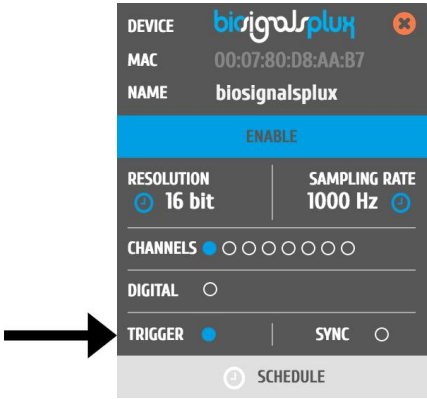 DEVICE biosignalsplux
MAC 00:07:80:D8:AA:B7
NAME biosignalsplux
ENABLE
RESOLUTION SAMPLING RATE
16 bit 1000 Hz
CHANNELS
DIGITAL
TRIGGER SYNC
SCHEDULE